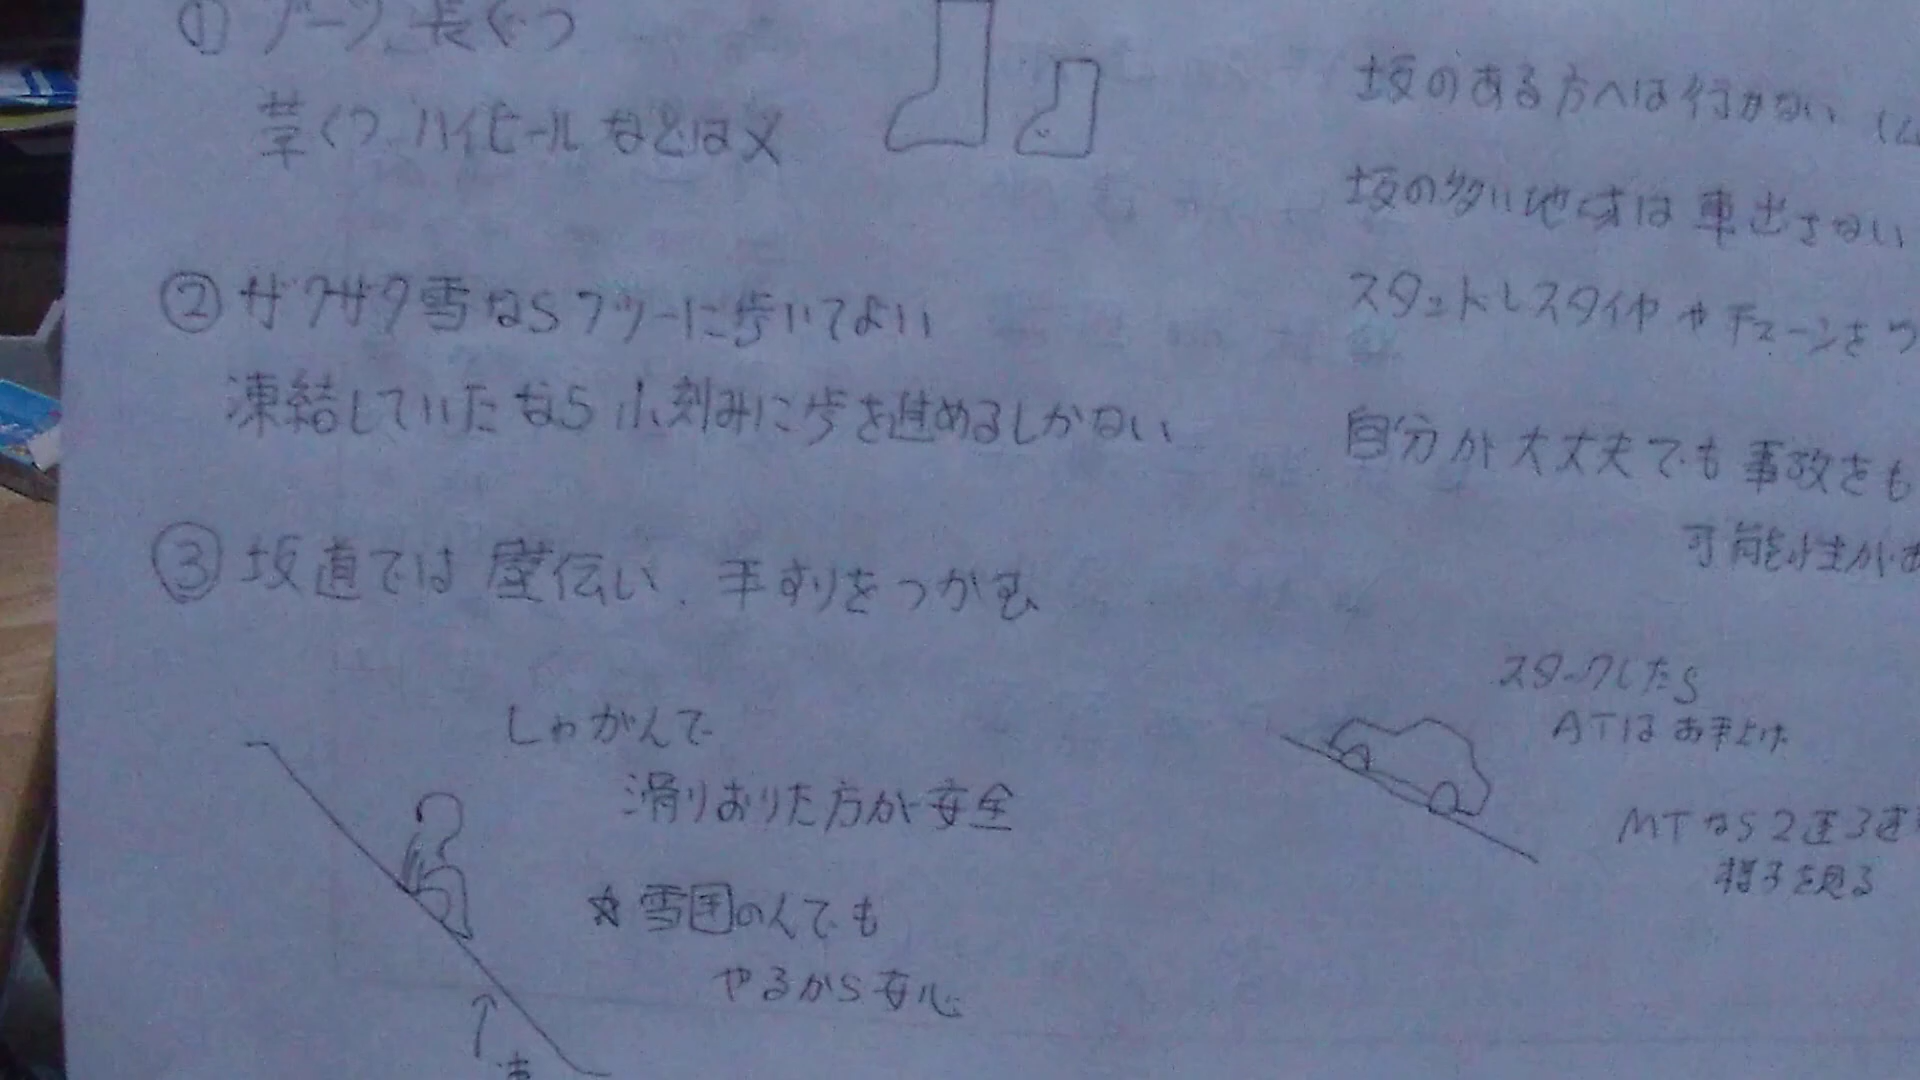 ① ブーツ、長ぐつ
革ぐつ ハイヒールなどは✕
② ザクザク雪ならフツーに歩いてよい
凍結していたなら小刻みに歩を進めるしかない
③ 坂道では壁伝い、手すりをつかむ
しゃがんで
滑りおりた方が安全
☆雪国の人でも
やるから安心
↑
坂のある方へは行かない
坂の多い地域は車出さない
スタットレスタイヤやチェーンをつ
自分が大丈夫でも事故をも
可能性があ
スタックしたら
ATはお手上げ
MTなら2速3速
様子を見る